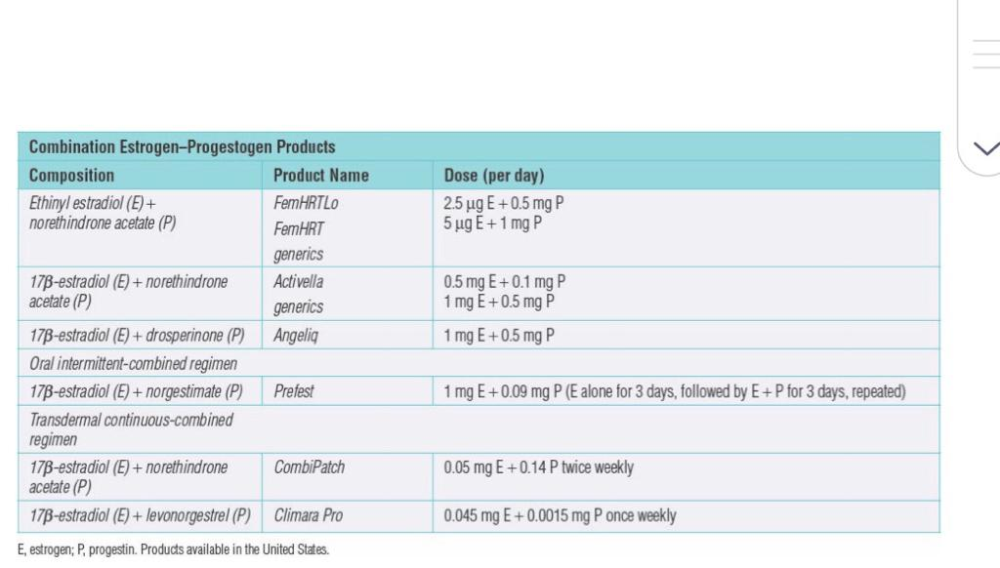 Combination Estrogen–Progestogen Products
Composition Product Name Dose (per day)
Ethinyl estradiol (E) + FemHRTLo 2.5 µg E + 0.5 mg P
norethindrone acetate (P) FemHRT 5 µg E + 1 mg P
generics
17β-estradiol (E) + norethindrone Activella 0.5 mg E + 0.1 mg P
acetate (P) generics 1 mg E + 0.5 mg P
17β-estradiol (E) + drosperinone (P) Angeliq 1 mg E + 0.5 mg P
Oral intermittent-combined regimen
17β-estradiol (E) + norgestimate (P) Prefest 1 mg E + 0.09 mg P (E alone for 3 days, followed by E + P for 3 days, repeated)
Transdermal continuous-combined
regimen
17β-estradiol (E) + norethindrone CombiPatch 0.05 mg E + 0.14 P twice weekly
acetate (P)
17β-estradiol (E) + levonorgestrel (P) Climara Pro 0.045 mg E + 0.0015 mg P once weekly
E, estrogen; P, progestin. Products available in the United States.